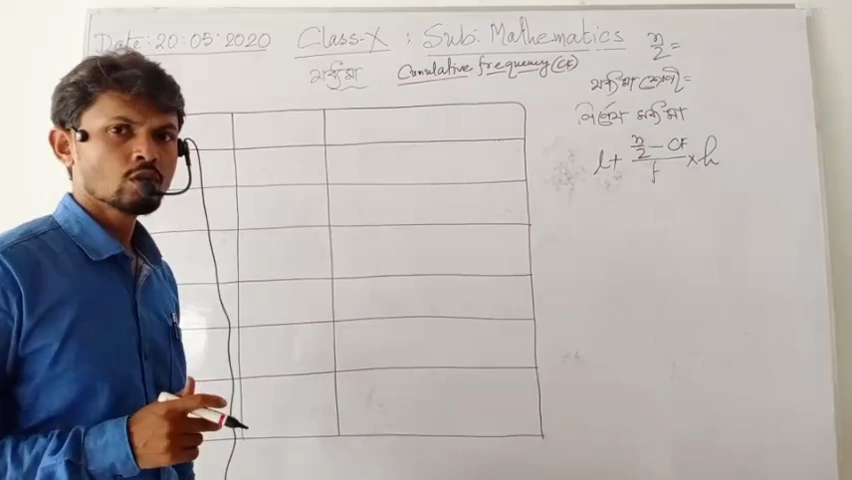 Date: 20:05:2020 Class-X : Sub: Mathematics
মধ্যমা Cumulative frequency (CF)
n/2 =
মধ্যমা শ্রেণী =
নির্ণেয় মধ্যমা
l + (n/2 - CF)/f × h